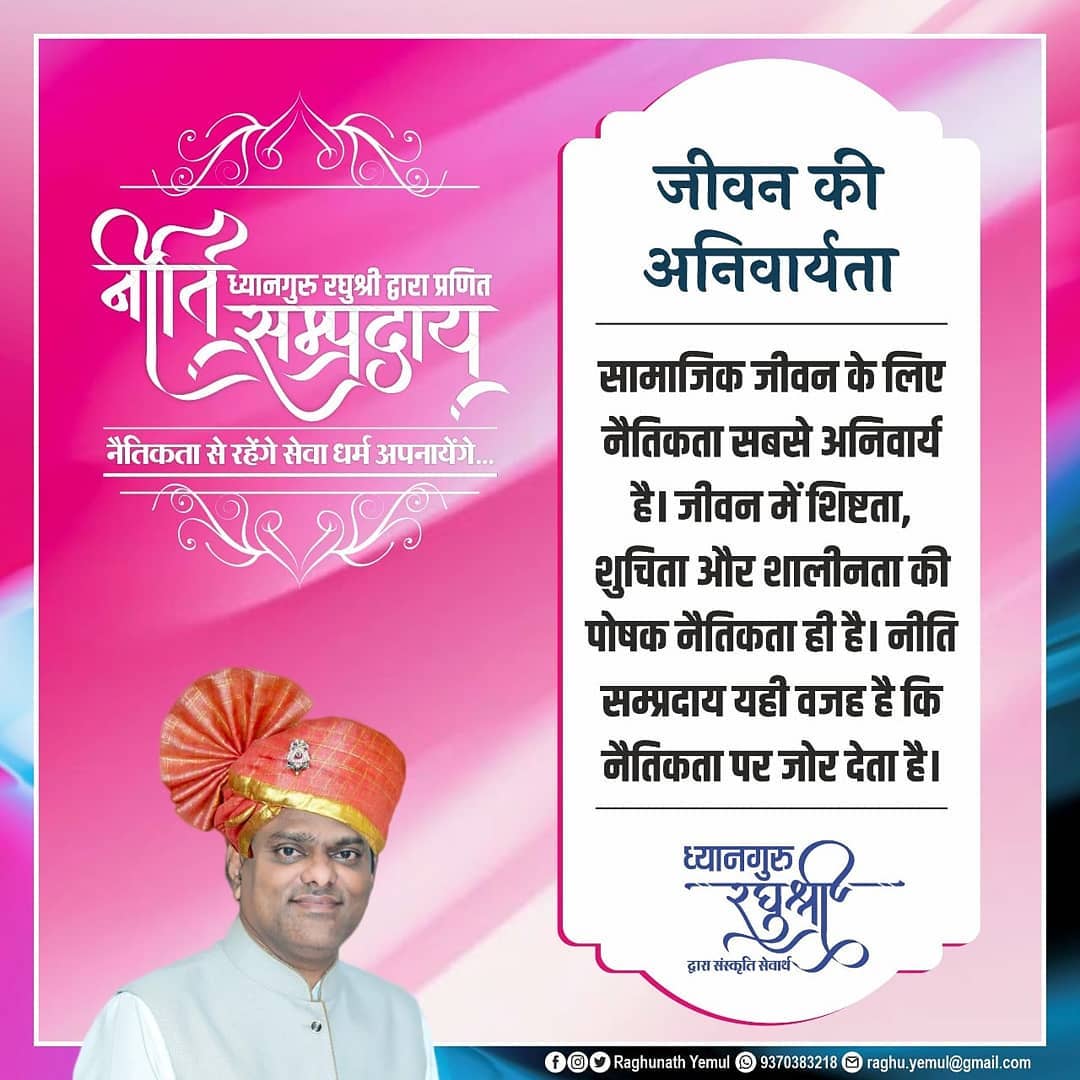 नीति
ध्यानगुरु रघुश्री द्वारा प्रणित
सम्प्रदाय
नैतिकता से रहेंगे सेवा धर्म अपनायेंगे...
जीवन की
अनिवार्यता
सामाजिक जीवन के लिए
नैतिकता सबसे अनिवार्य
है। जीवन में शिष्टता,
शुचिता और शालीनता की
पोषक नैतिकता ही है। नीति
सम्प्रदाय यही वजह है कि
नैतिकता पर जोर देता है।
ध्यानगुरु
रघुश्री
द्वारा संस्कृति सेवार्थ
Raghunath Yemul 9370383218 raghu.yemul@gmail.com